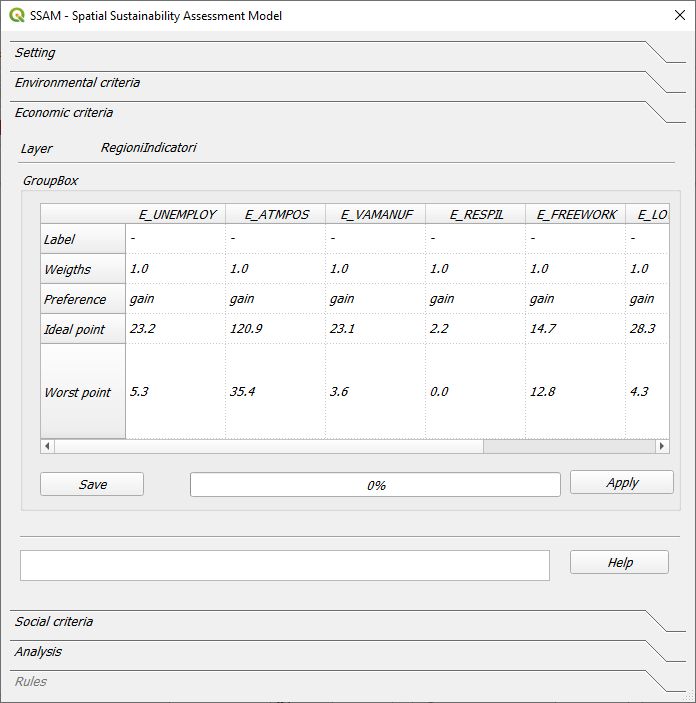 SSAM - Spatial Sustainability Assessment Model
Setting
Environmental criteria
Economic criteria
Layer RegioniIndicatori
GroupBox
E_UNEMPLOY E_ATMPOS E_VAMANUF E_RESPIL E_FREEWORK E_LO
Label - - - - - -
Weigths 1.0 1.0 1.0 1.0 1.0 1.0
Preference gain gain gain gain gain gain
Ideal point 23.2 120.9 23.1 2.2 14.7 28.3
Worst point 5.3 35.4 3.6 0.0 12.8 4.3
Save 0% Apply
Help
Social criteria
Analysis
Rules